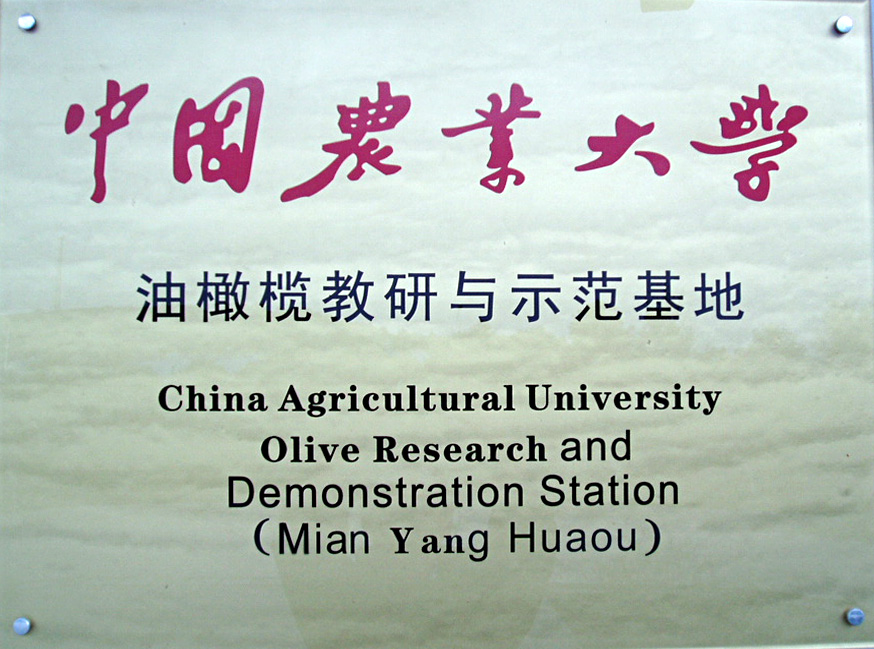 中国農業大学
油橄榄教研与示范基地
China Agricultural University
Olive Research and
Demonstration Station
（Mian Yang Huaou）